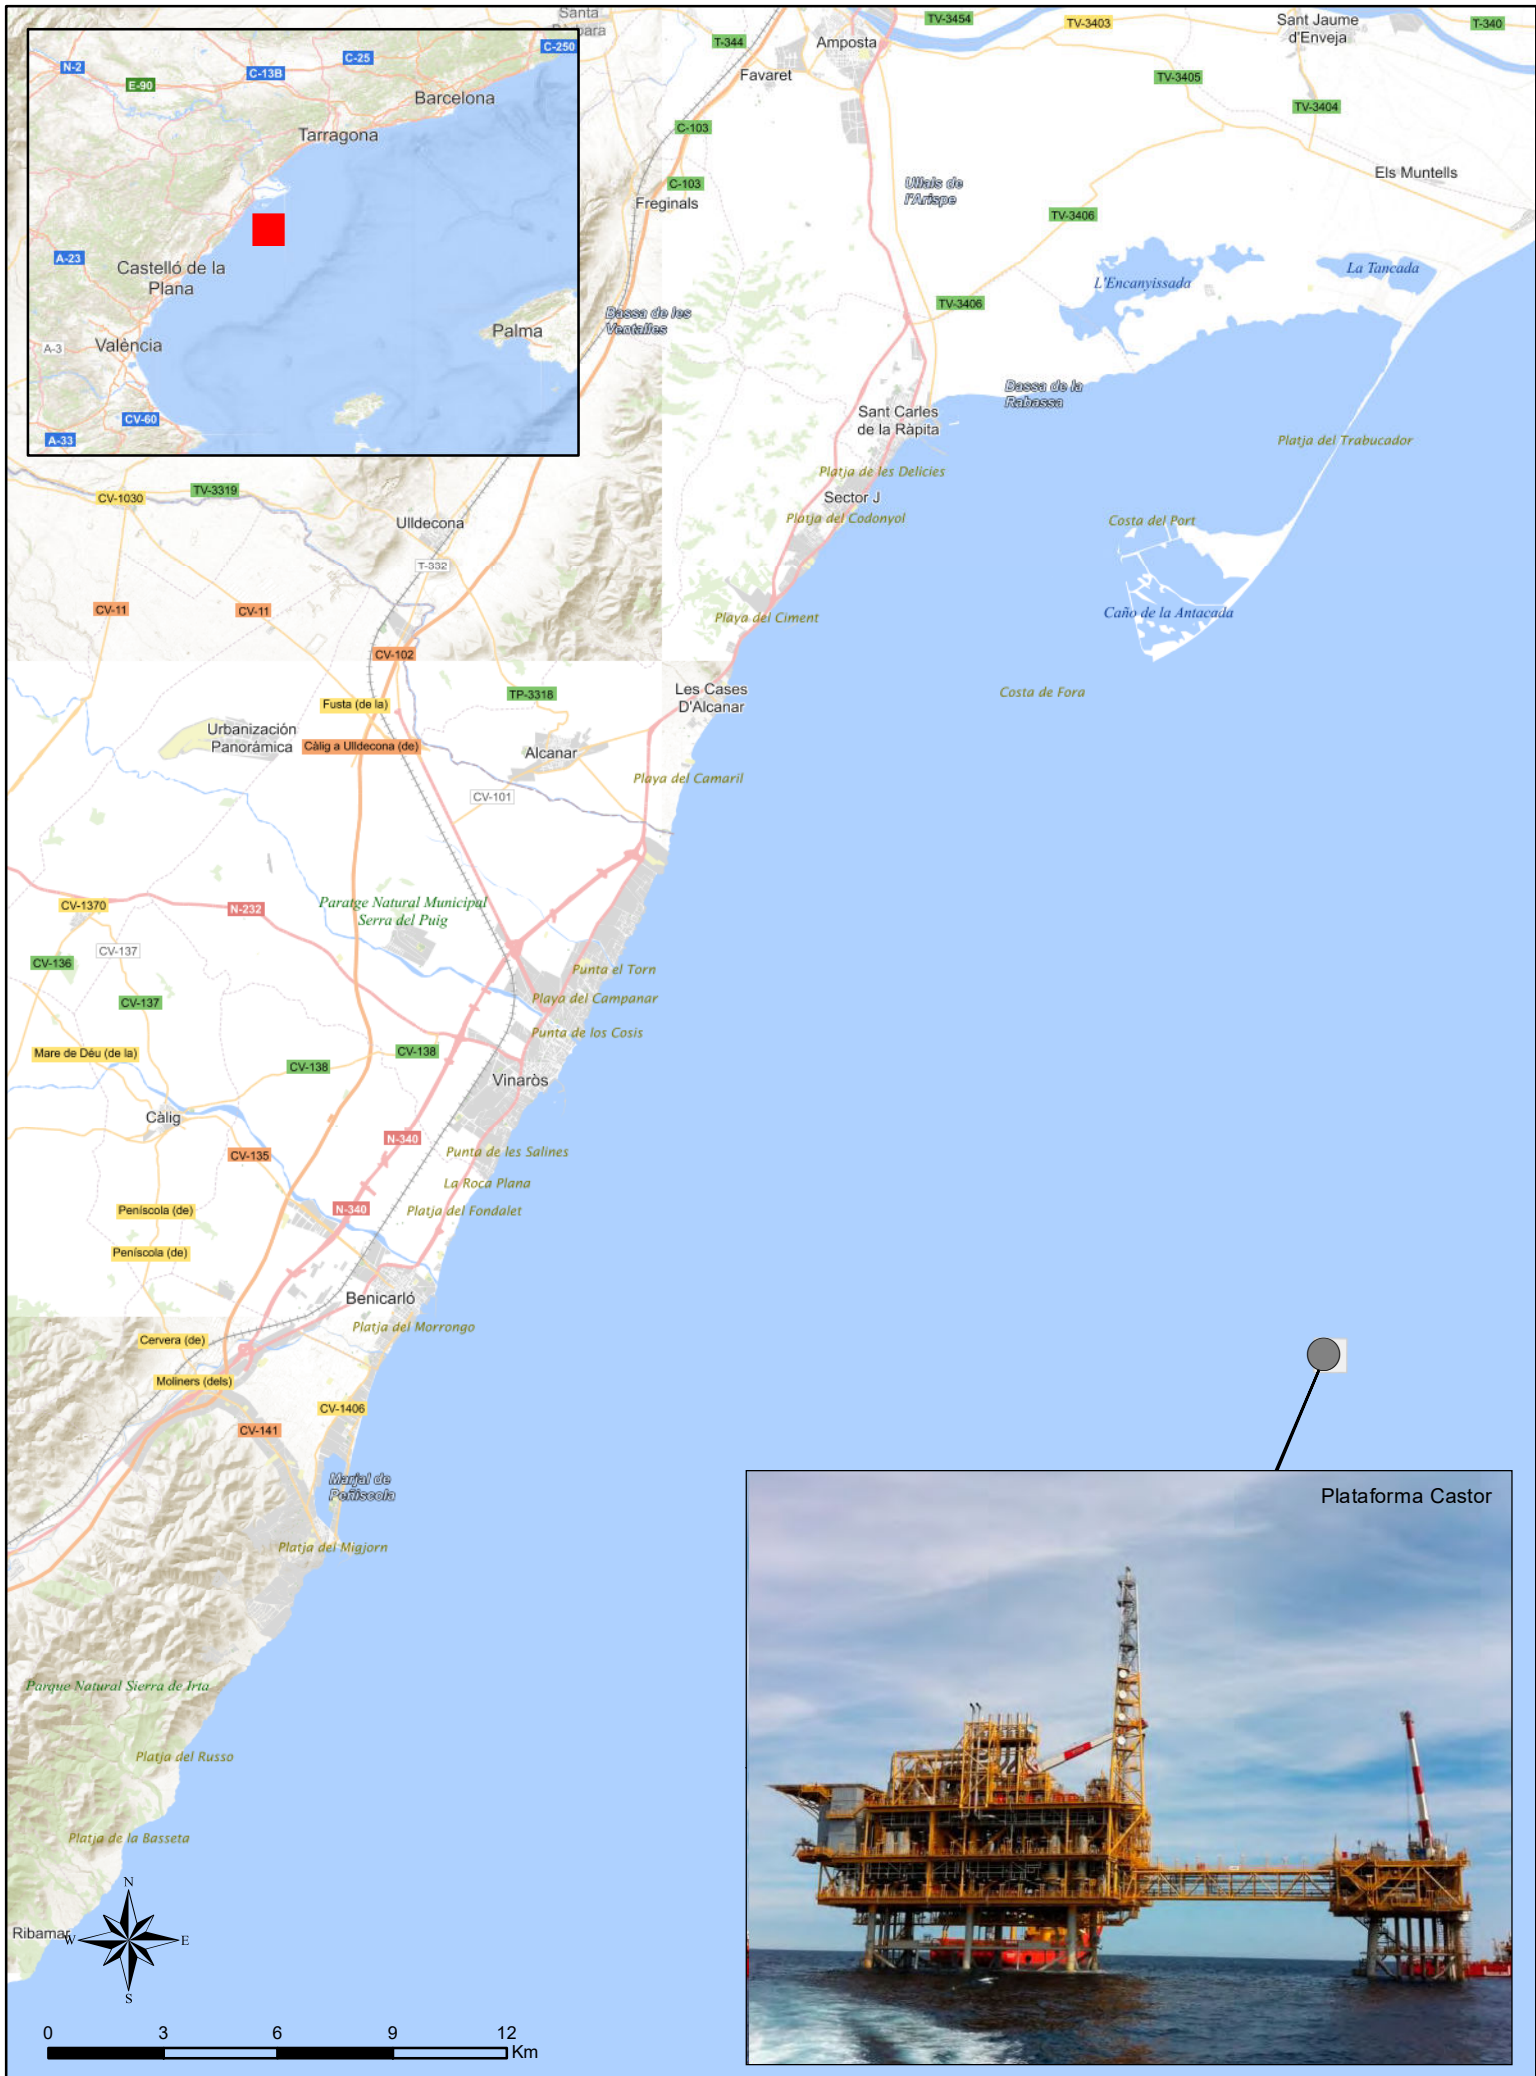 Santa
Bàrbara
TV-3454
TV-3403
Sant Jaume
d'Enveja
T-340
T-344
Amposta
Favaret
TV-3405
TV-3404
C-103
Els Muntells
C-103
Freginals
Ullals de
l'Arispe
TV-3406
L'Encanyissada
La Tancada
TV-3406
Bassa de les
Ventalles
Bassa de la
Rabassa
Sant Carles
de la Ràpita
Platja del Trabucador
Platja de les Delicies
Sector J
Platja del Codonyol
Costa del Port
Caño de la Antacada
Playa del Ciment
Costa de Fora
N-2
E-90
C-13B
C-25
C-250
Barcelona
Tarragona
A-23
Castelló de la
Plana
A-3
València
Palma
CV-60
A-33
CV-1030
TV-3319
Ulldecona
T-332
CV-11
CV-11
CV-102
TP-3318
Les Cases
D'Alcanar
Fusta (de la)
Urbanización
Panorámica
Càlig a Ulldecona (de)
Alcanar
Playa del Camaril
CV-101
CV-1370
N-232
Paratge Natural Municipal
Serra del Puig
CV-137
CV-136
CV-137
Punta el Torn
Playa del Campanar
Punta de los Cosis
Mare de Déu (de la)
CV-138
CV-138
Vinaròs
Càlig
N-340
CV-135
Punta de les Salines
La Roca Plana
Platja del Fondalet
Peníscola (de)
N-340
Peníscola (de)
Benicarló
Platja del Morrongo
Cervera (de)
Moliners (dels)
CV-1406
CV-141
Marjal de
Peñíscola
Platja del Migjorn
Parque Natural Sierra de Irta
Platja del Russo
Platja de la Basseta
Ribamar
N
W
E
S
0
3
6
9
12
Km
Plataforma Castor